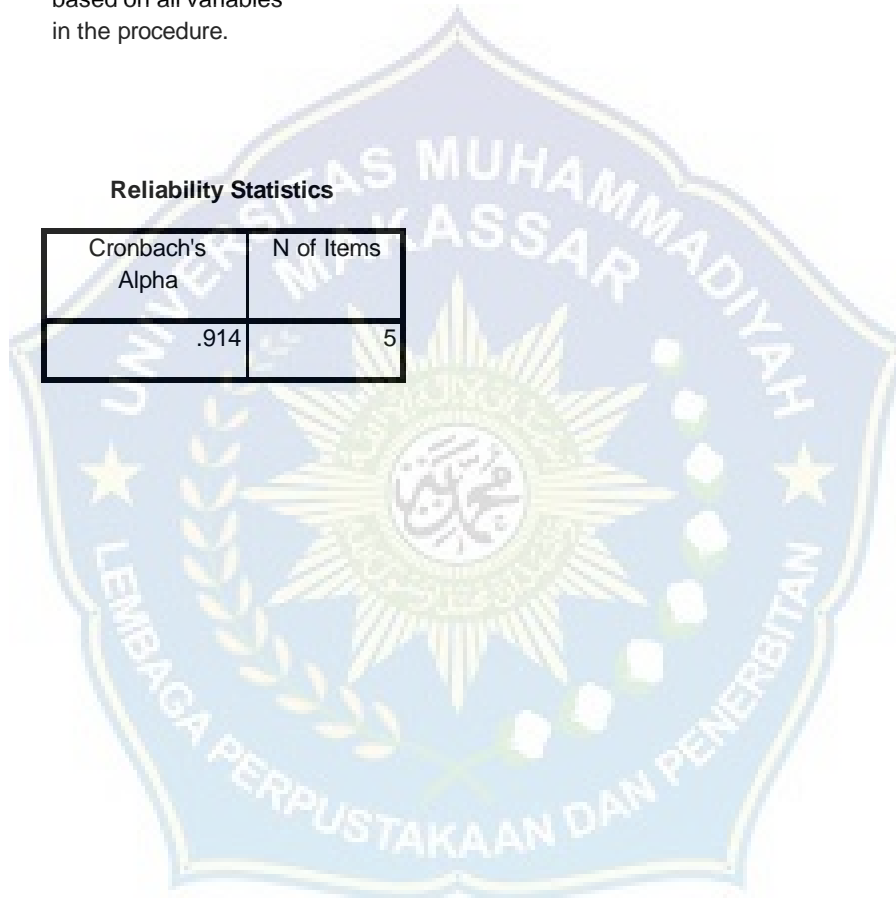 based on all variables
in the procedure.
Reliability Statistics
Cronbach's
Alpha
N of Items
.914
5
UNIVERSITAS MUHAMMADIYAH
MAKASSAR
LEMBAGA PERPUSTAKAAN DAN PENERBITAN